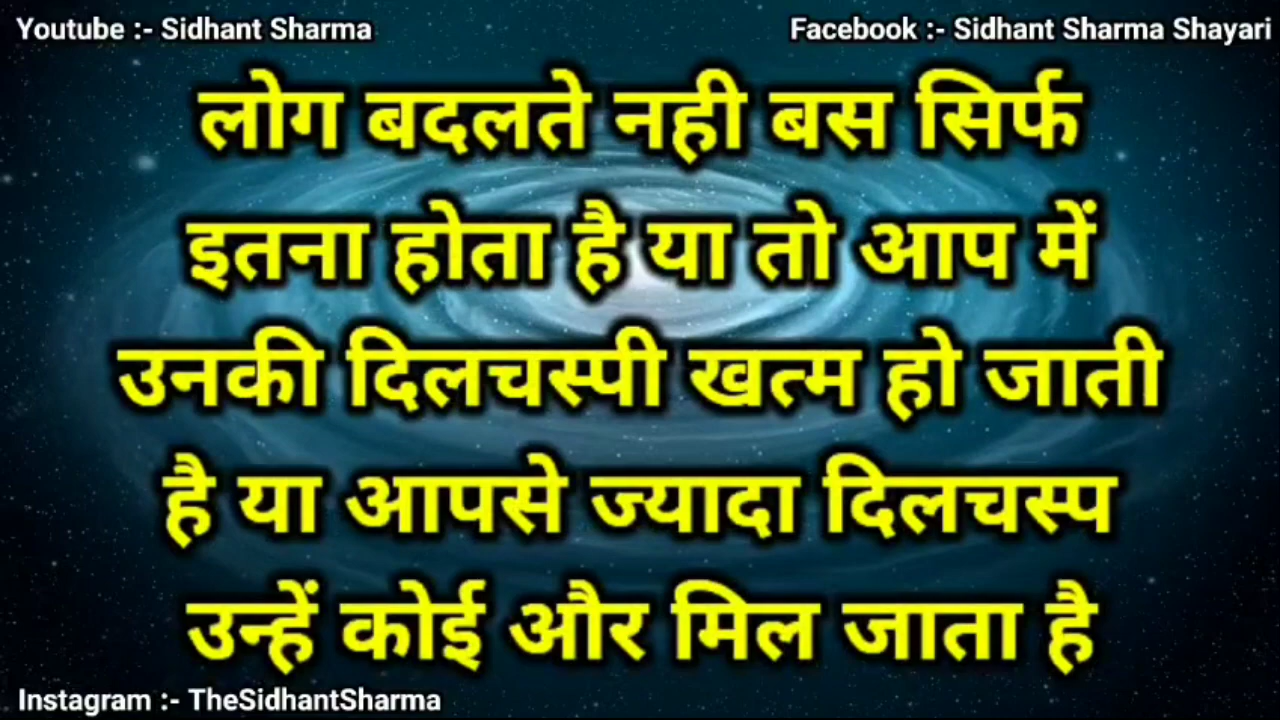 Youtube :- Sidhant Sharma
Facebook :- Sidhant Sharma Shayari
लोग बदलते नही बस सिर्फ
इतना होता है या तो आप में
उनकी दिलचस्पी खत्म हो जाती
है या आपसे ज्यादा दिलचस्प
उन्हें कोई और मिल जाता है
Instagram :- TheSidhantSharma